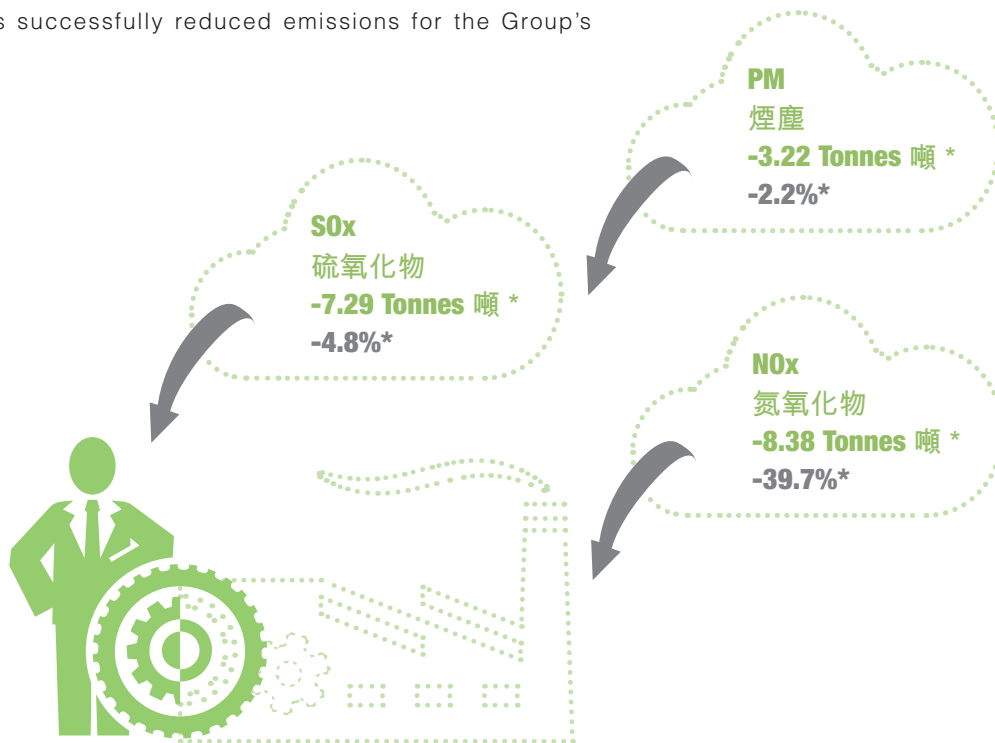 s successfully reduced emissions for the Group's
PM
煙塵
-3.22 Tonnes 噸 *
-2.2%*
SOx
硫氧化物
-7.29 Tonnes 噸 *
-4.8%*
NOx
氮氧化物
-8.38 Tonnes 噸 *
-39.7%*